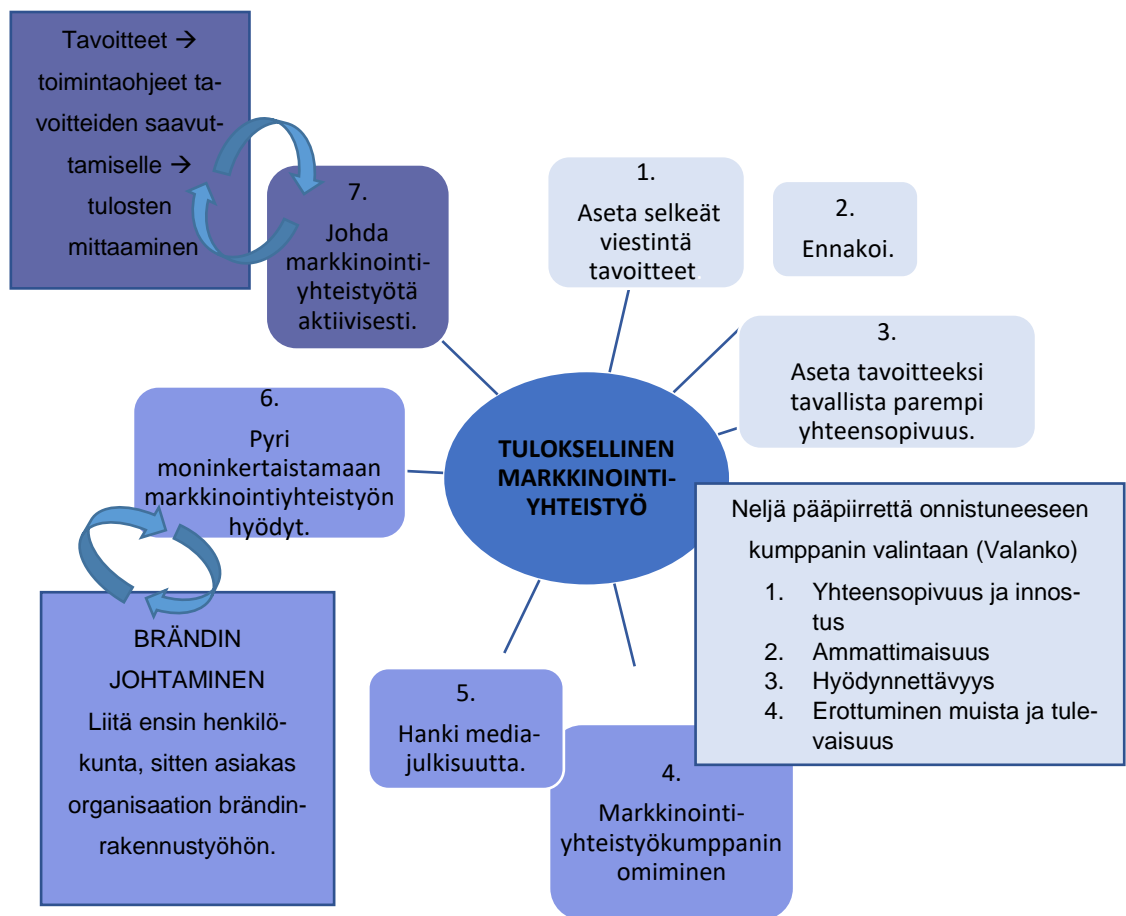 Tavoitteet →
toimintaohjeet ta-
voitteiden saavut-
tamiselle →
tulosten
mittaaminen
7.
Johda
markkinointi-
yhteistyötä
aktiivisesti.
1.
Aseta selkeät
viestintä
tavoitteet.
2.
Ennakoi.
3.
Aseta tavoitteeksi
tavallista parempi
yhteensopivuus.
6.
Pyri
moninkertaistamaan
markkinointiyhteistyön
hyödyt.
TULOKSELLINEN
MARKKINOINTI-
YHTEISTYÖ
Neljä pääpiirrettä onnistuneeseen
kumppanin valintaan (Valanko)
1. Yhteensopivuus ja innos-
tus
2. Ammattimaisuus
3. Hyödynnettävyys
4. Erottuminen muista ja tule-
vaisuus
BRÄNDIN
JOHTAMINEN
Liitä ensin henkilö-
kunta, sitten asiakas
organisaation brändin-
rakennustyöhön.
5.
Hanki media-
julkisuutta.
4.
Markkinointi-
yhteistyökumppanin
omiminen